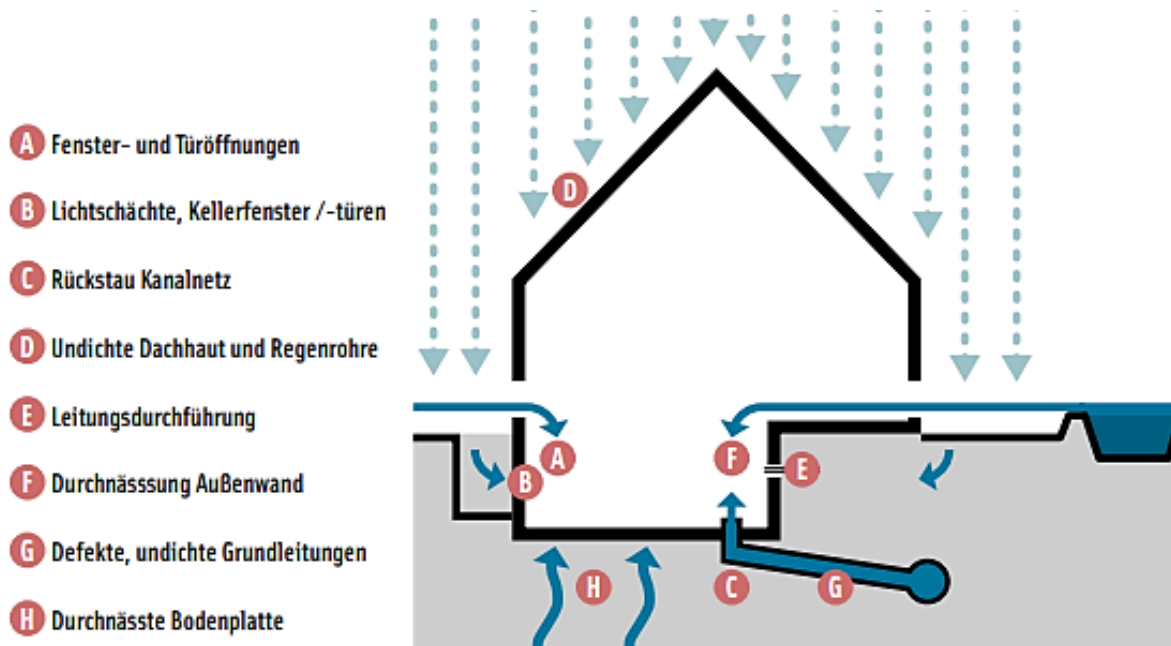 A Fenster- und Türöffnungen
B Lichtschächte, Kellerfenster /-türen
C Rückstau Kanalnetz
D Undichte Dachhaut und Regenrohre
E Leitungsdurchführung
F Durchnässsung Außenwand
G Defekte, undichte Grundleitungen
H Durchnässte Bodenplatte
D
A
F
E
B
H
C
G